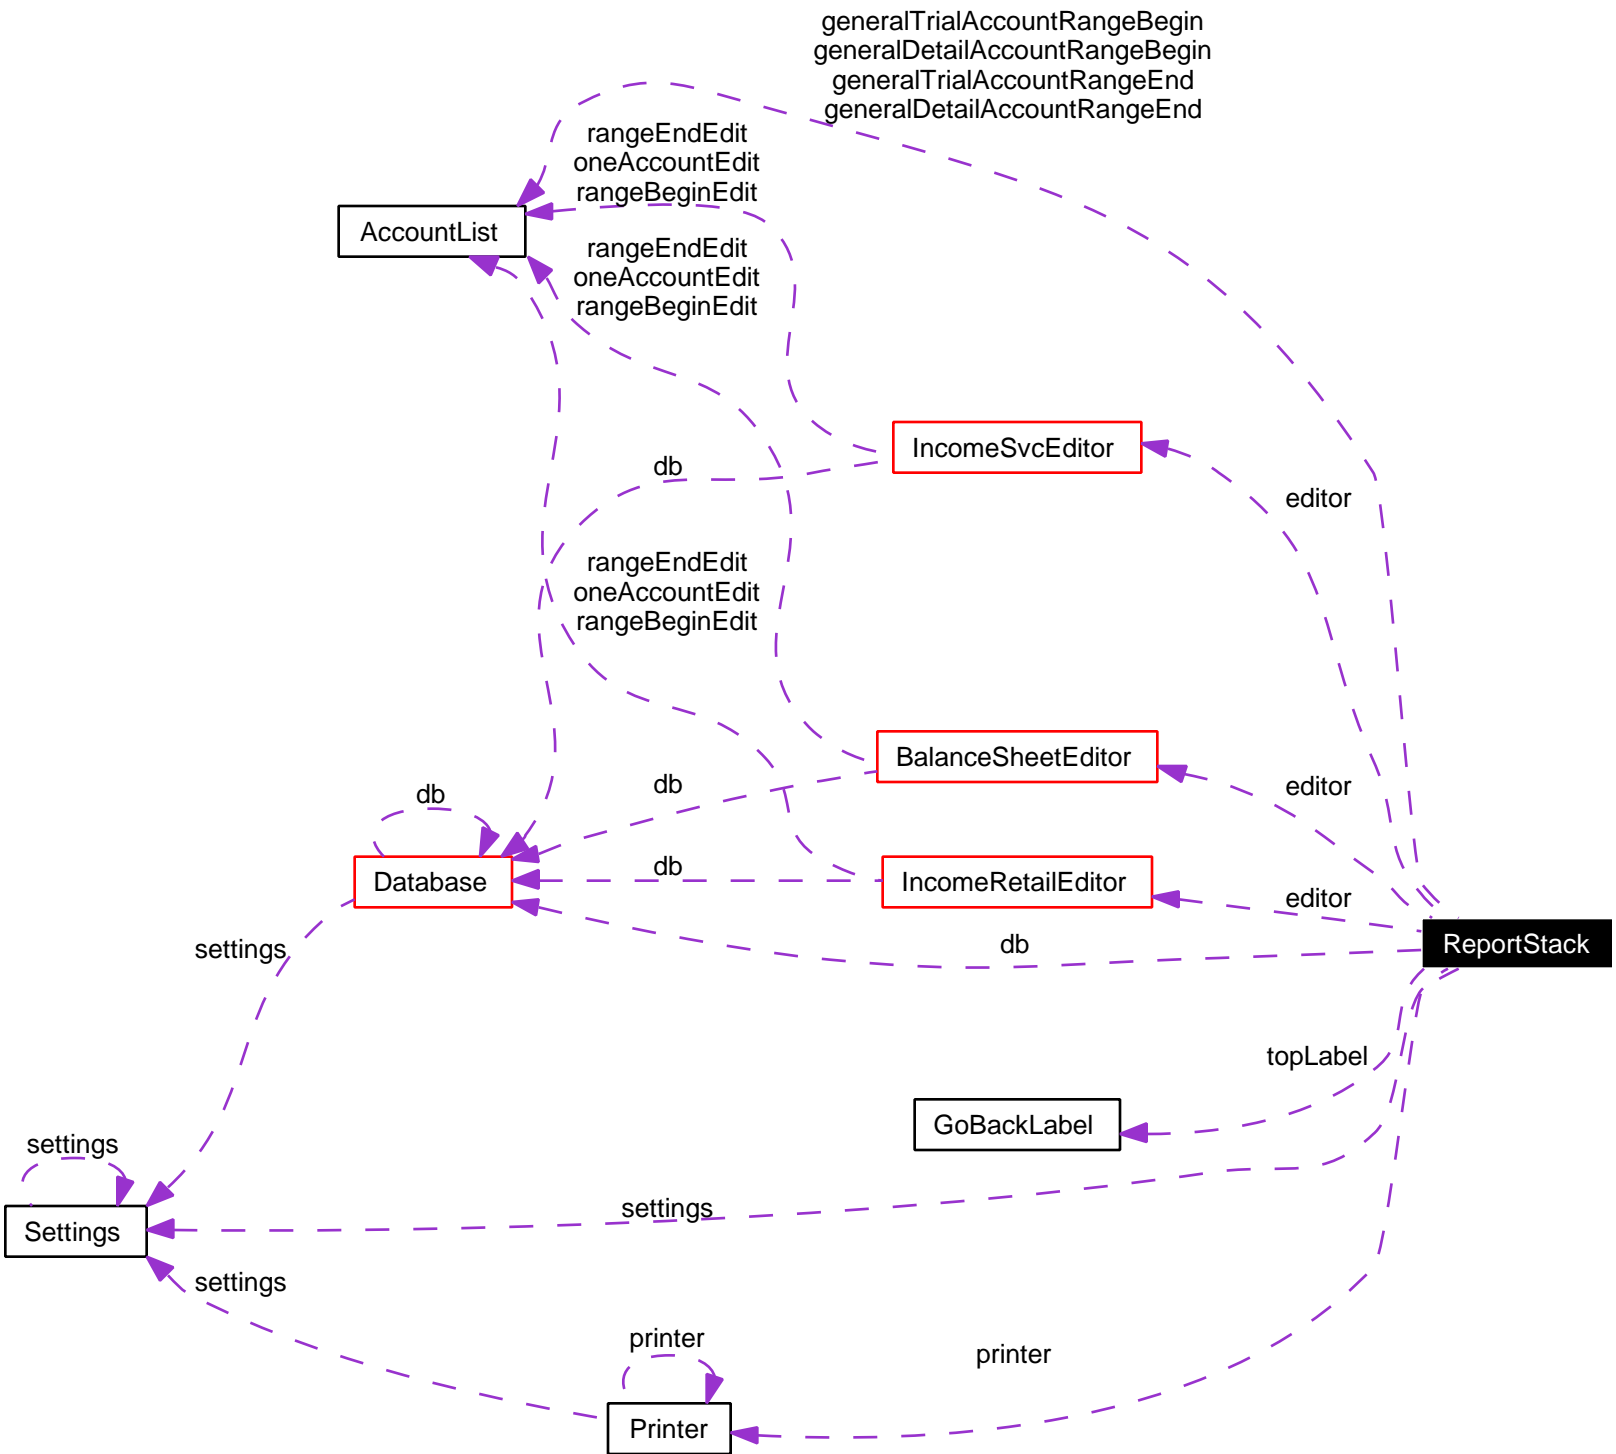 generalTrialAccountRangeBegin
generalDetailAccountRangeBegin
generalTrialAccountRangeEnd
generalDetailAccountRangeEnd
rangeEndEdit
oneAccountEdit
rangeBeginEdit
AccountList
rangeEndEdit
oneAccountEdit
rangeBeginEdit
IncomeSvcEditor
db
editor
rangeEndEdit
oneAccountEdit
rangeBeginEdit
BalanceSheetEditor
db
editor
db
Database
db
IncomeRetailEditor
editor
settings
db
ReportStack
topLabel
GoBackLabel
settings
settings
Settings
settings
printer
printer
Printer